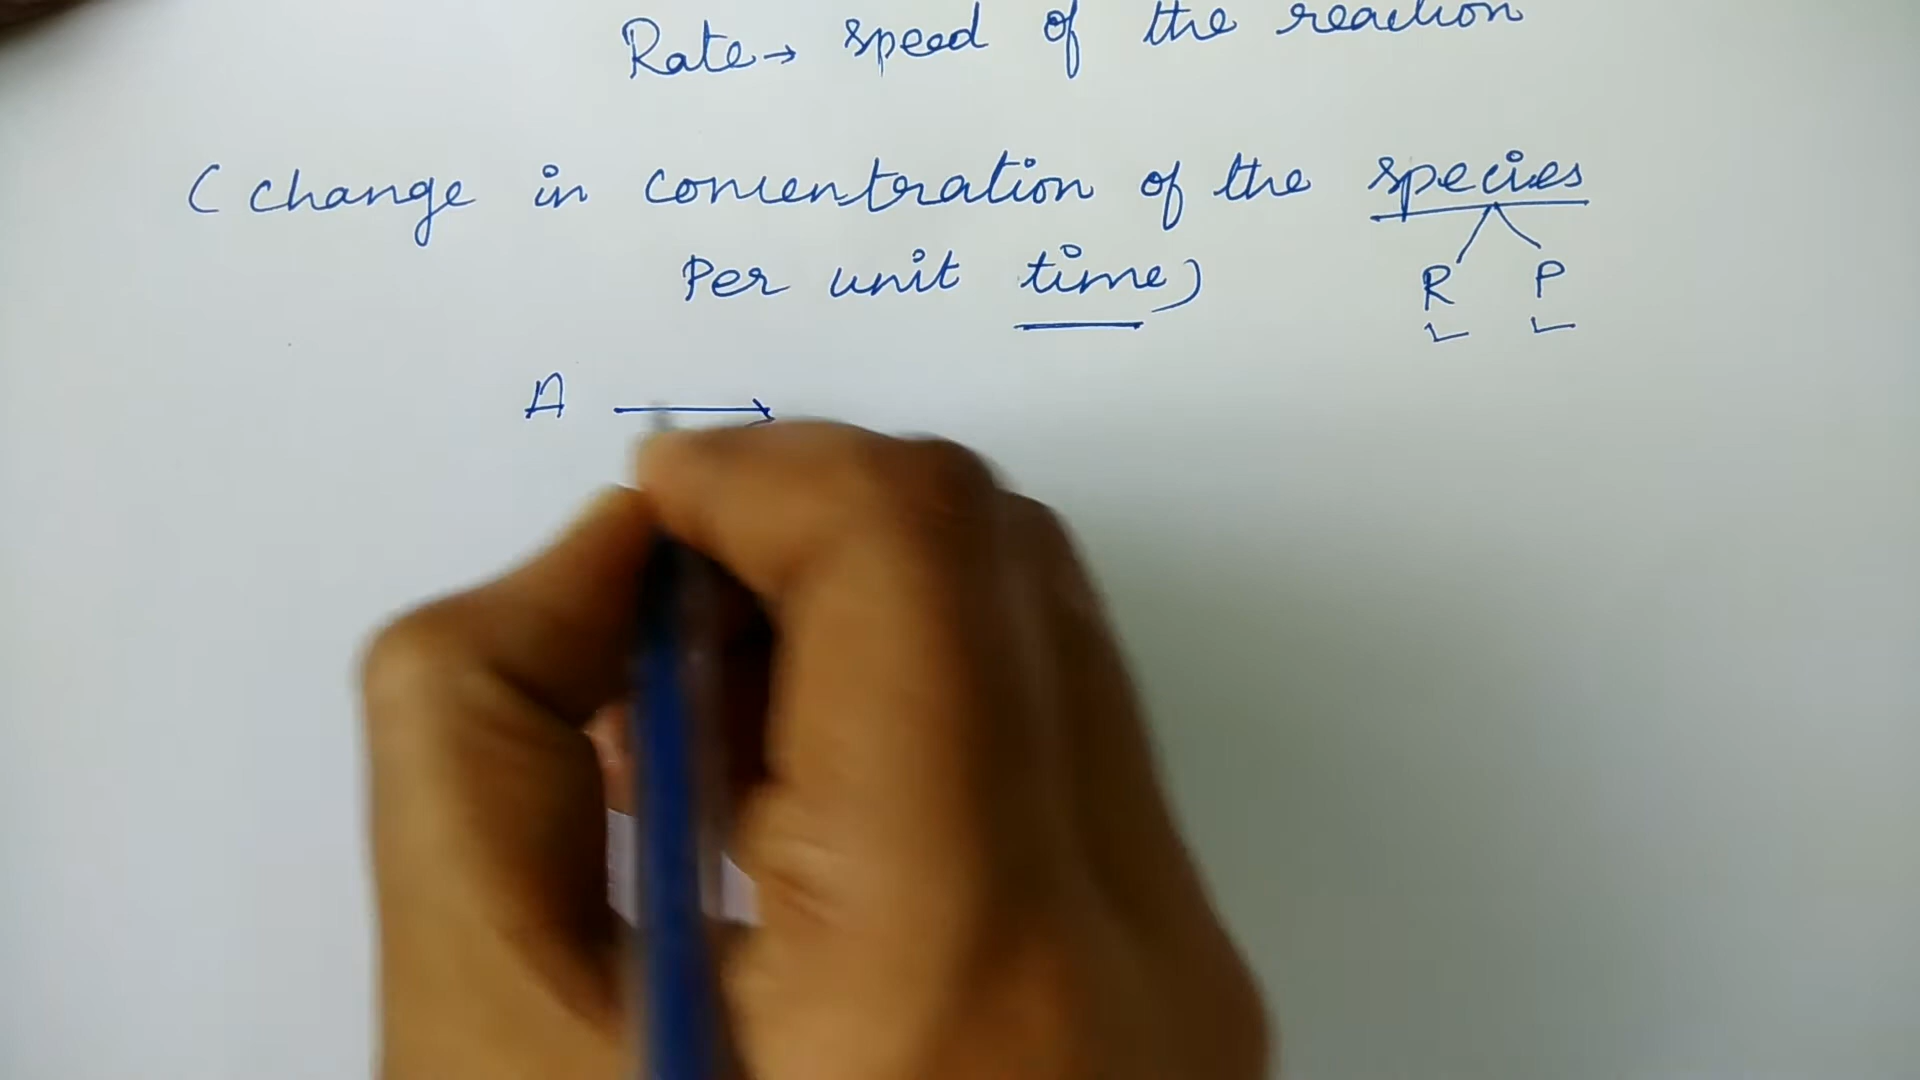 Rate → speed of the reaction
(change in concentration of the species
Per unit time)
R P
A →